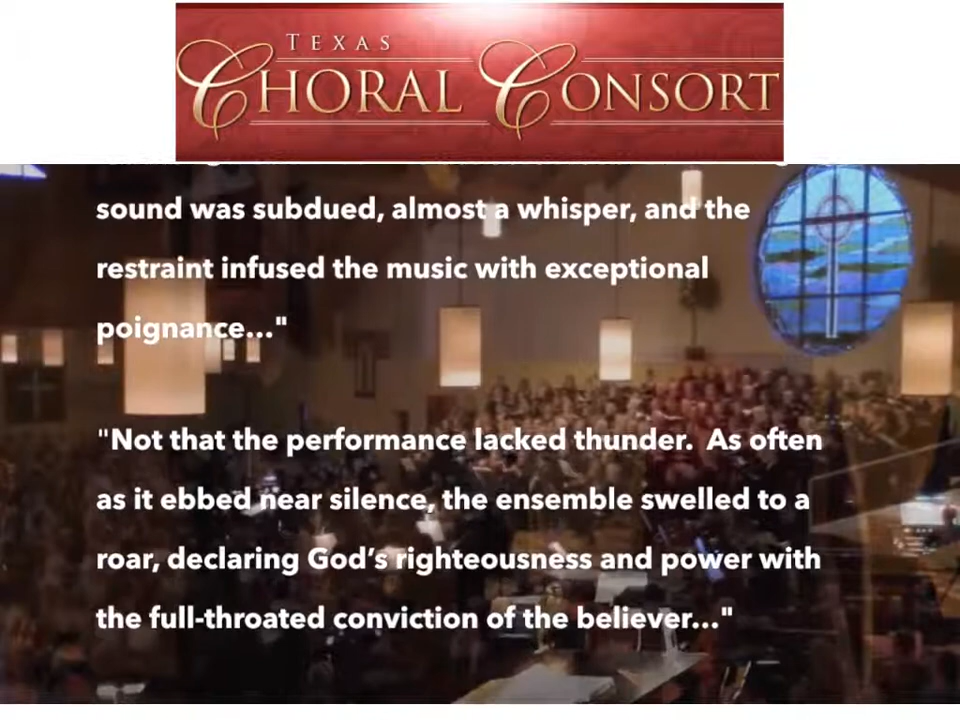 TEXAS
CHORAL CONSORT
sound was subdued, almost a whisper, and the
restraint infused the music with exceptional
poignance..."
"Not that the performance lacked thunder.  As often
as it ebbed near silence, the ensemble swelled to a
roar, declaring God’s righteousness and power with
the full-throated conviction of the believer..."